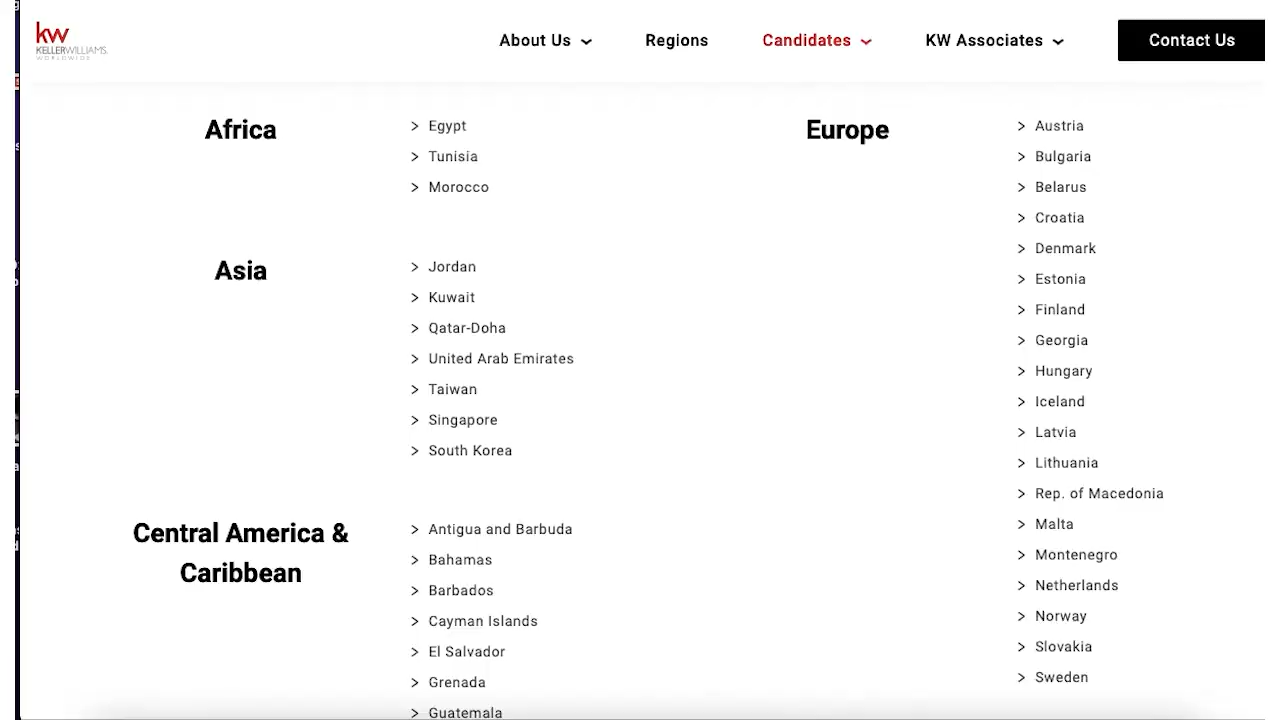 kw
KELLERWILLIAMS.
WORLDWIDE
About Us
Regions
Candidates
KW Associates
Contact Us
Africa
> Egypt
> Tunisia
> Morocco
Asia
> Jordan
> Kuwait
> Qatar-Doha
> United Arab Emirates
> Taiwan
> Singapore
> South Korea
Central America &
Caribbean
> Antigua and Barbuda
> Bahamas
> Barbados
> Cayman Islands
> El Salvador
> Grenada
> Guatemala
Europe
> Austria
> Bulgaria
> Belarus
> Croatia
> Denmark
> Estonia
> Finland
> Georgia
> Hungary
> Iceland
> Latvia
> Lithuania
> Rep. of Macedonia
> Malta
> Montenegro
> Netherlands
> Norway
> Slovakia
> Sweden